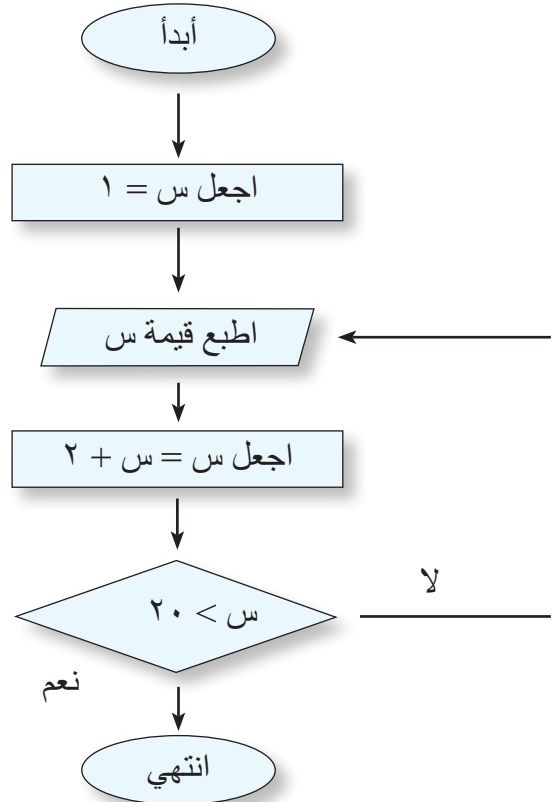 أبدأ
اجعل س = ١
اطبع قيمة س
اجعل س = س + ٢
س > ٢٠
لا
نعم
انتهي